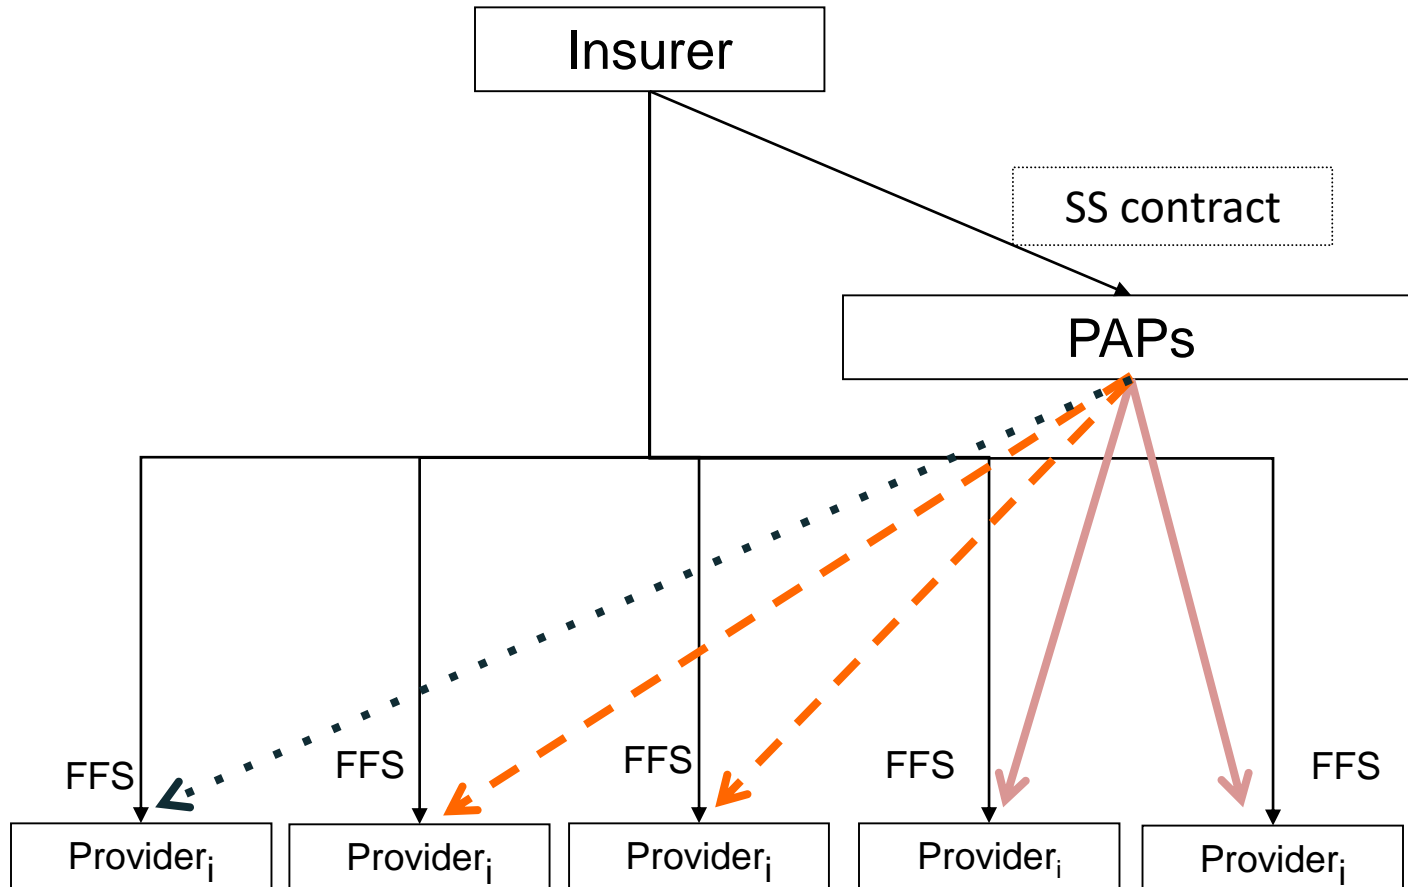 Insurer
SS contract
PAPs
FFS
FFS
FFS
FFS
FFS
Provideri
Provideri
Provideri
Provideri
Provideri